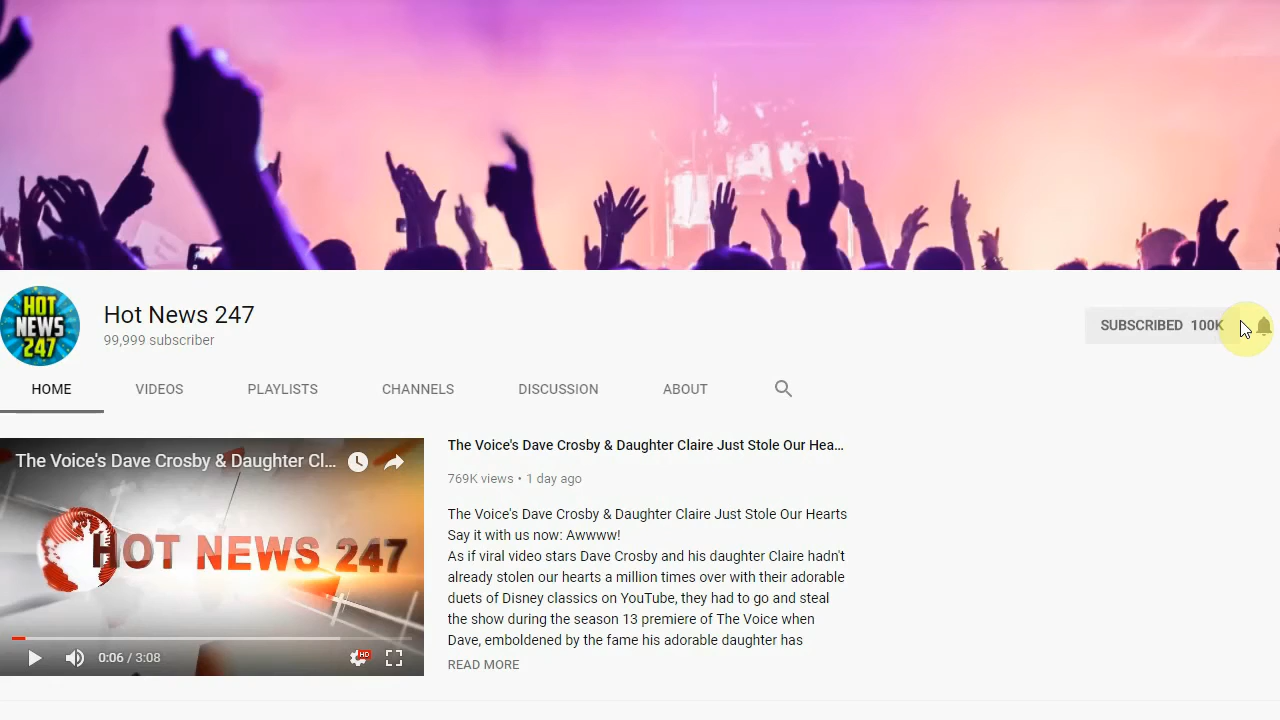 HOT
NEWS
247
Hot News 247
99,999 subscriber
SUBSCRIBED 100K
HOME VIDEOS PLAYLISTS CHANNELS DISCUSSION ABOUT
The Voice's Dave Crosby & Daughter Cl...
HOT NEWS 247
0:06 / 3:08
HD
The Voice's Dave Crosby & Daughter Claire Just Stole Our Hea...
769K views • 1 day ago
The Voice's Dave Crosby & Daughter Claire Just Stole Our Hearts
Say it with us now: Awwww!
As if viral video stars Dave Crosby and his daughter Claire hadn't
already stolen our hearts a million times over with their adorable
duets of Disney classics on YouTube, they had to go and steal
the show during the season 13 premiere of The Voice when
Dave, emboldened by the fame his adorable daughter has
READ MORE